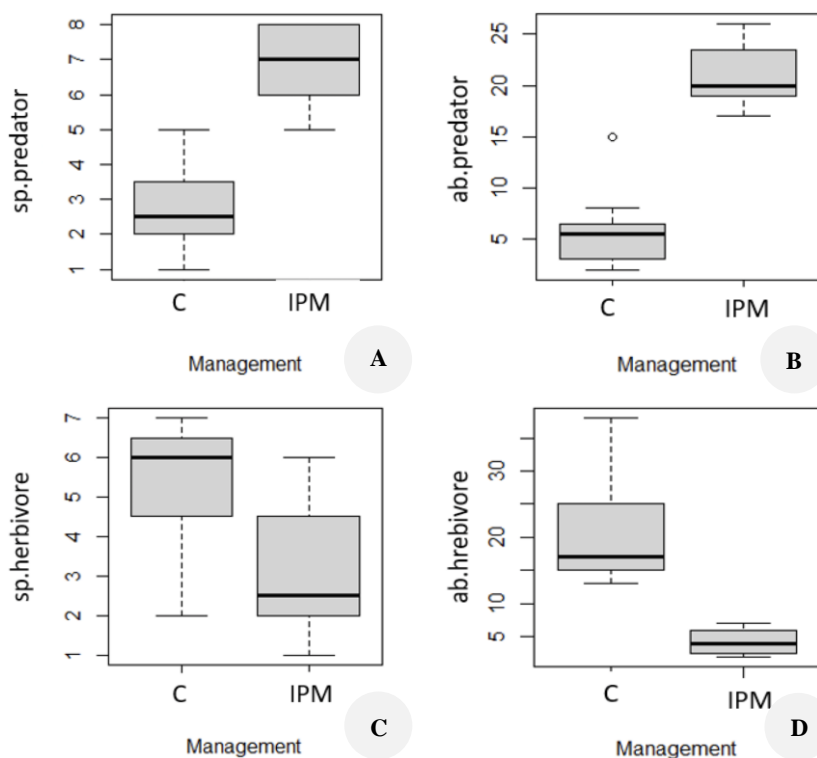 sp.predator
8
7
6
5
4
3
2
1
C IPM
Management
A
ab.predator
25
20
15
10
5
C IPM
Management
B
sp.herbivore
7
6
5
4
3
2
1
C IPM
Management
C
ab.hrebivore
30
20
10
5
C IPM
Management
D